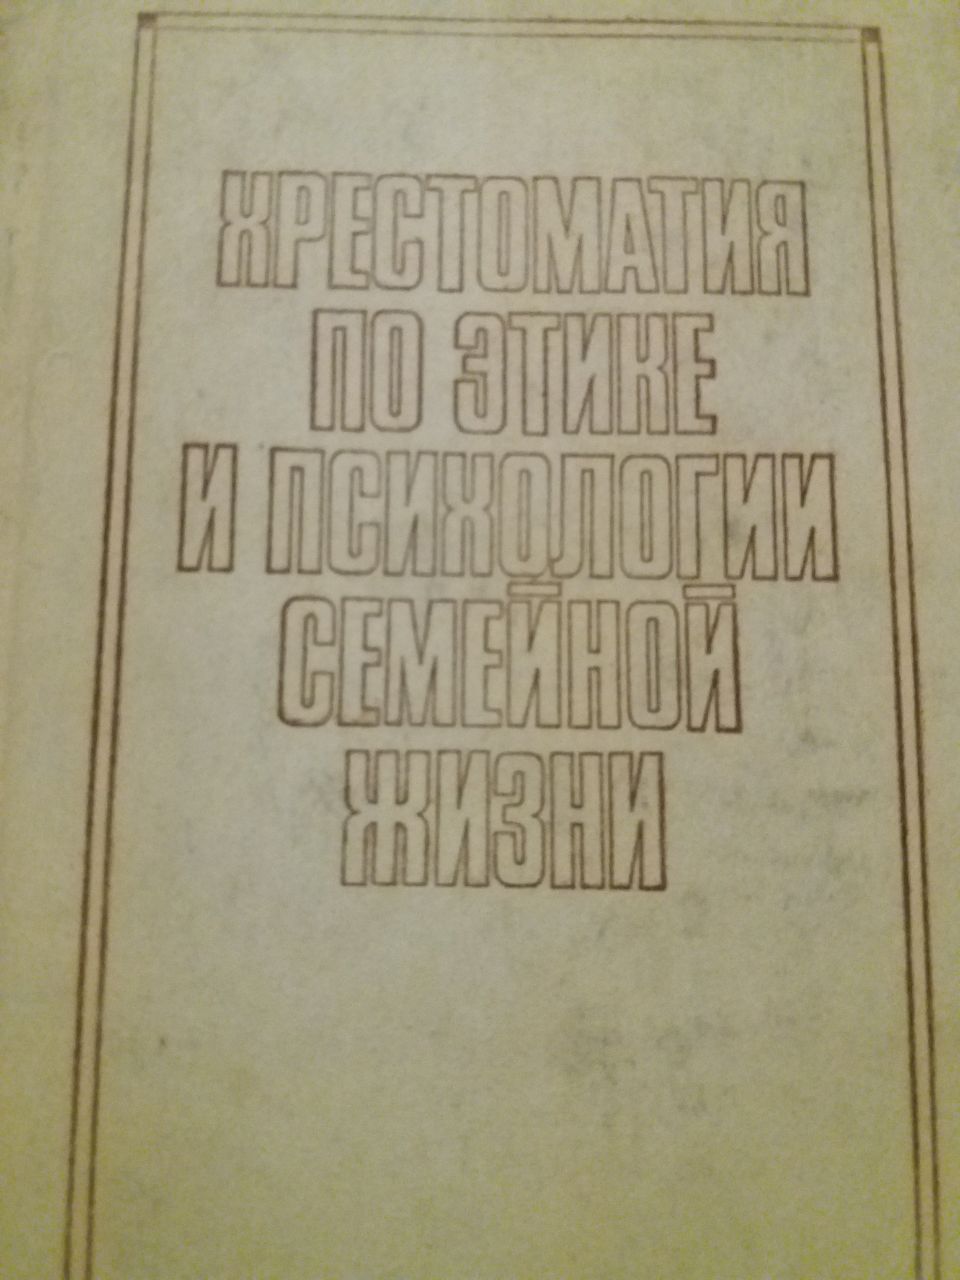 ХРЕСТОМАТИЯ
ПО ЭТИКЕ
И ПСИХОЛОГИИ
СЕМЕЙНОЙ
ЖИЗНИ